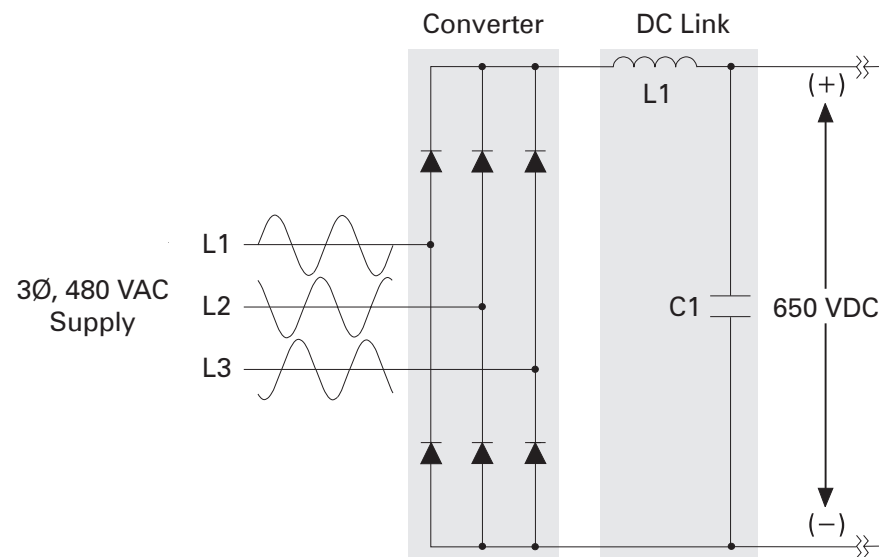 Converter
DC Link
L1
(+)
L1
3Ø, 480 VAC
Supply
L2
C1
650 VDC
L3
(−)